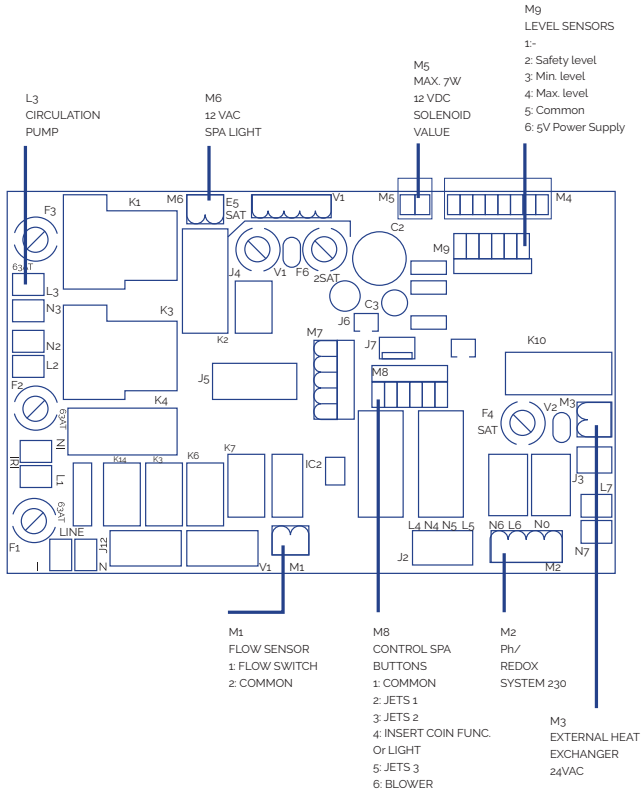 M9
LEVEL SENSORS
1:-
2: Safety level
3: Min. level
4: Max. level
5: Common
6: 5V Power Supply
M5
MAX. 7W
12 VDC
SOLENOID
VALUE
L3
CIRCULATION
PUMP
M6
12 VAC
SPA LIGHT
K1
M6
E5
SAT
V1
M5
M4
F3
C2
63AT
J4
V1
F6
2SAT
M9
L3
N3
K3
K2
C3
J6
M7
J7
K10
N2
L2
J5
M8
F2
63AT
K4
F4
SAT
V2
M3
N1
IRI
L1
K14
K3
K6
K7
IC2
J3
L7
63AT
F1
LINE
I
N
J12
V1
M1
L4 N4 N5 L5
J2
N6 L6 N0
M2
N7
M1
FLOW SENSOR
1: FLOW SWITCH
2: COMMON
M8
CONTROL SPA
BUTTONS
1: COMMON
2: JETS 1
3: JETS 2
4: INSERT COIN FUNC.
Or LIGHT
5: JETS 3
6: BLOWER
M2
Ph/
REDOX
SYSTEM 230
M3
EXTERNAL HEAT
EXCHANGER
24VAC